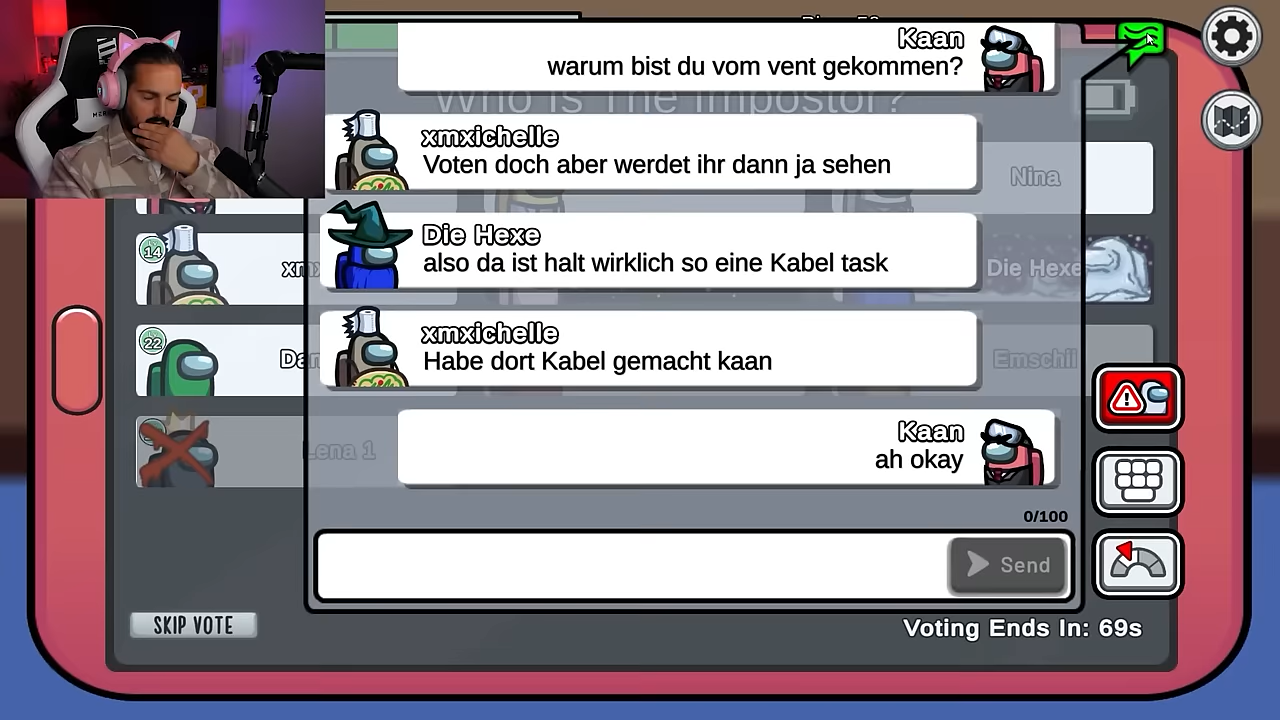 Kaan
warum bist du vom vent gekommen?
Who Is The Impostor?
xmxichelle
Voten doch aber werdet ihr dann ja sehen
Nina
Die Hexe
also da ist halt wirklich so eine Kabel task
14
Die Hexe
xmxichelle
Habe dort Kabel gemacht kaan
22
Emschil
Kaan
ah okay
Lena 1
0/100
Send
SKIP VOTE
Voting Ends In: 69s